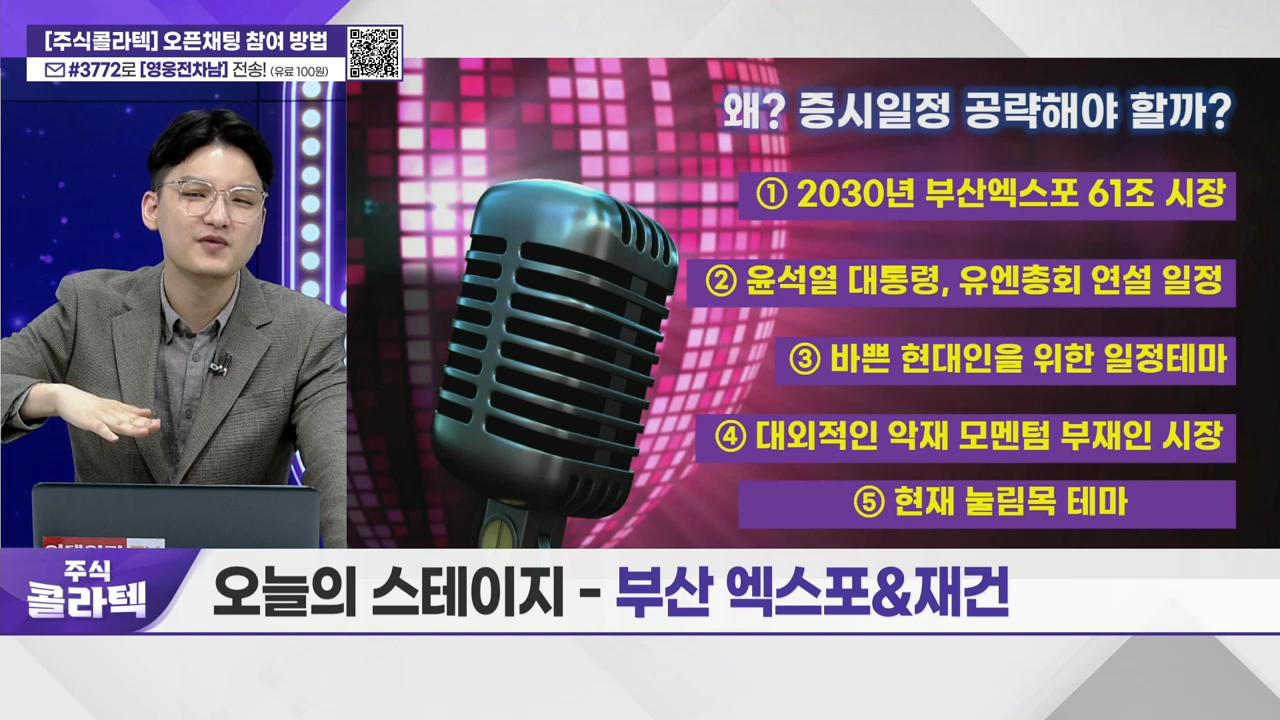 [주식콜라텍] 오픈채팅 참여 방법
#3772로 [영웅전차남] 전송! (유료 100원)
왜? 증시일정 공략해야 할까?
① 2030년 부산엑스포 61조 시장
② 윤석열 대통령, 유엔총회 연설 일정
③ 바쁜 현대인을 위한 일정테마
④ 대외적인 악재 모멘텀 부재인 시장
⑤ 현재 눌림목 테마
주식
콜라텍
오늘의 스테이지 - 부산 엑스포&재건